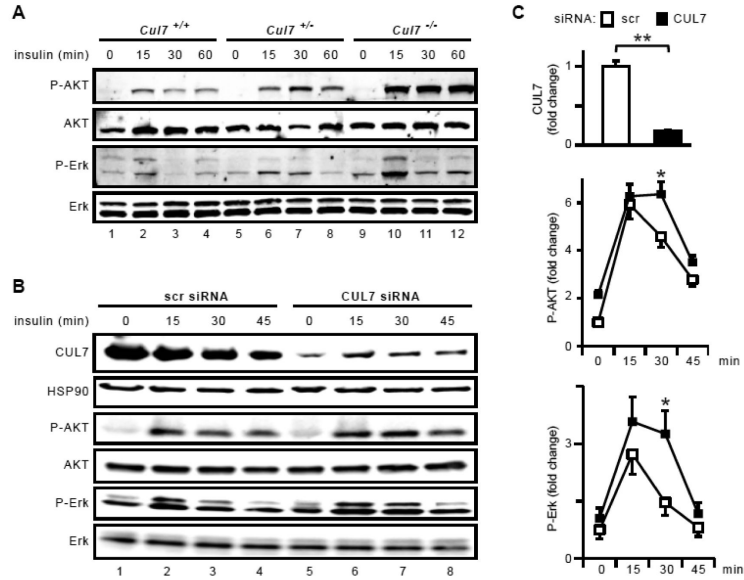 A
Cul7 +/+ Cul7 +/- Cul7 -/-
insulin (min) 0 15 30 60 0 15 30 60 0 15 30 60
P-AKT
AKT
P-Erk
Erk
1 2 3 4 5 6 7 8 9 10 11 12
B
scr siRNA CUL7 siRNA
insulin (min) 0 15 30 45 0 15 30 45
CUL7
HSP90
P-AKT
AKT
P-Erk
Erk
1 2 3 4 5 6 7 8
C
siRNA: scr CUL7
**
CUL7
(fold change)
1
0
P-AKT (fold change)
*
6
4
2
0
0 15 30 45 min
P-Erk (fold change)
*
3
0
0 15 30 45 min